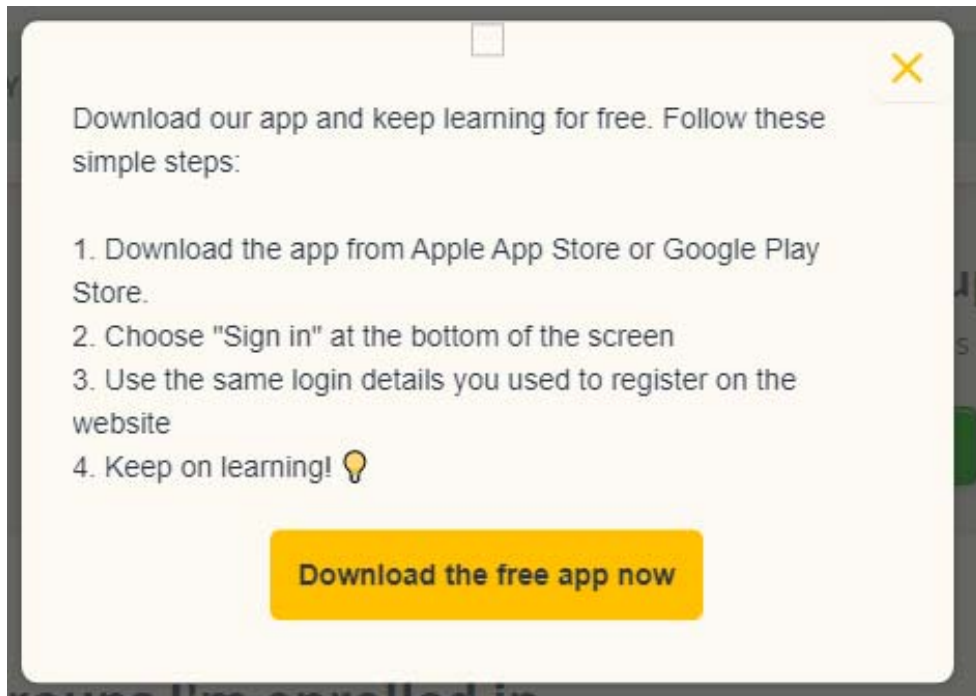 Download our app and keep learning for free. Follow these
simple steps:
1. Download the app from Apple App Store or Google Play
Store.
2. Choose "Sign in" at the bottom of the screen
3. Use the same login details you used to register on the
website
4. Keep on learning! 💡
Download the free app now
I'm enrolled in